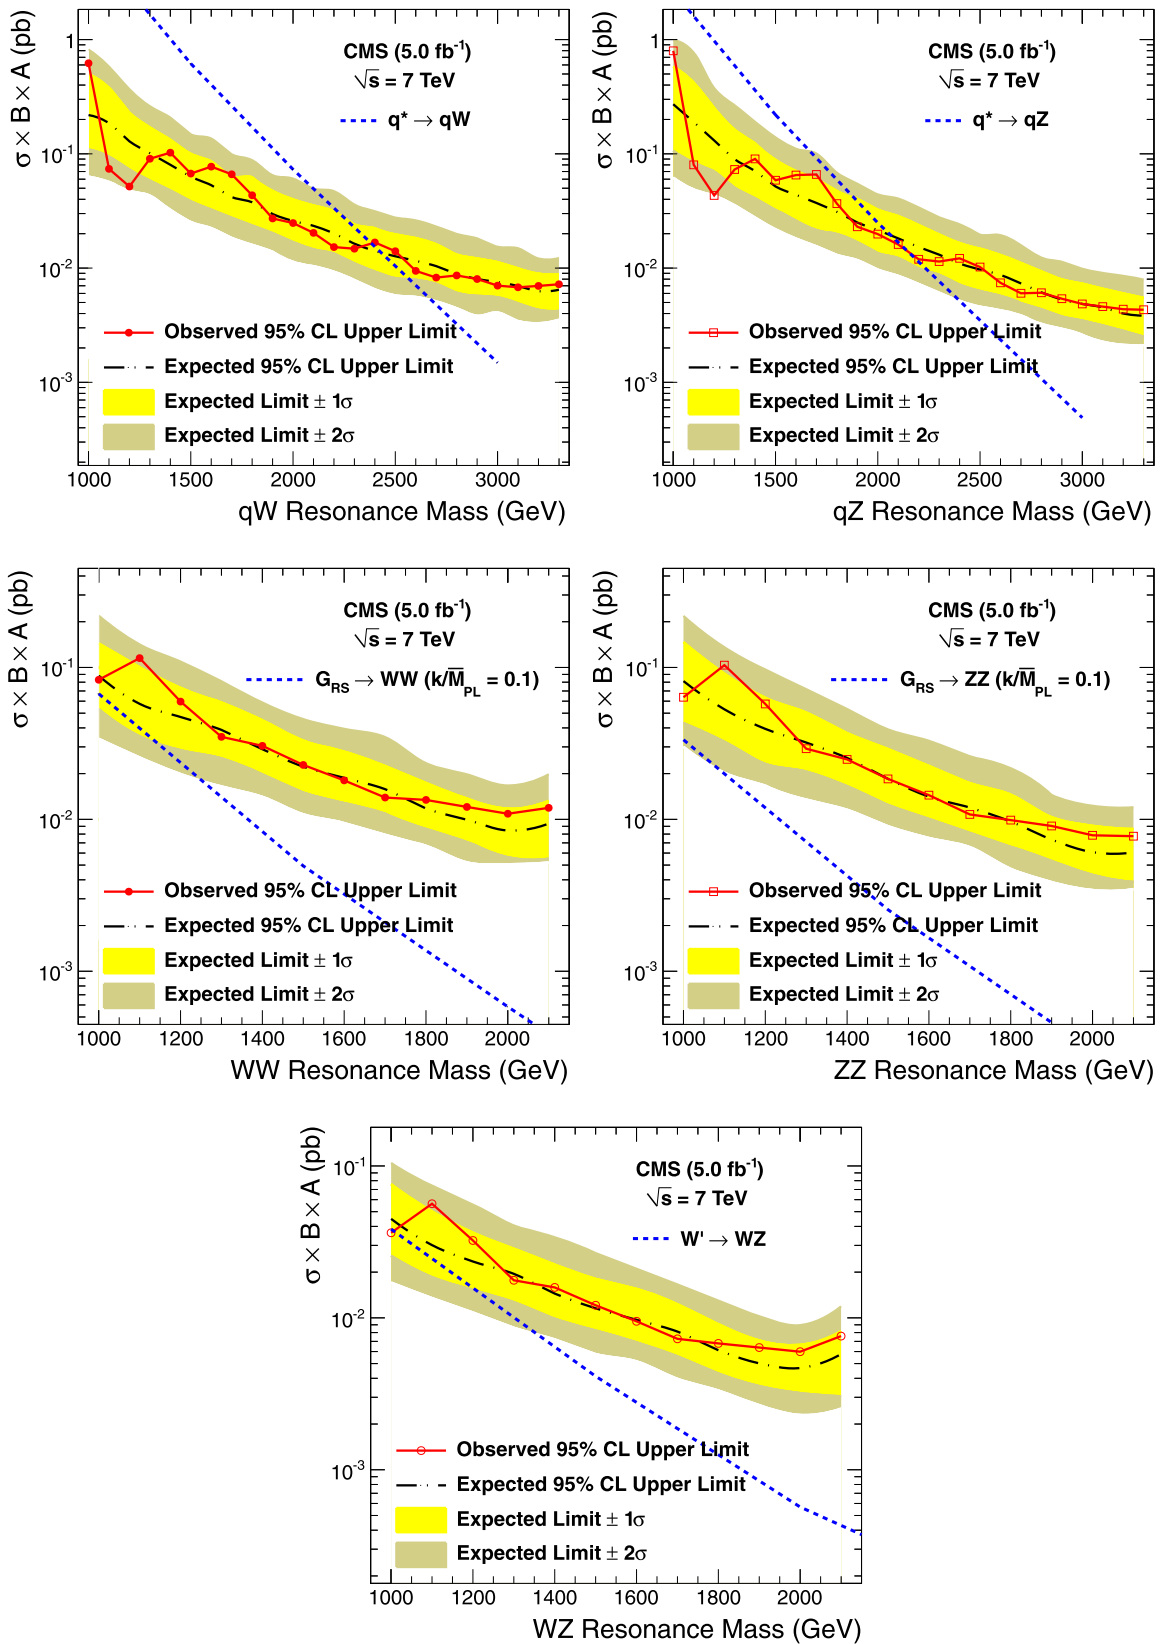 σ × B × A (pb)
1
10⁻¹
10⁻²
10⁻³
CMS (5.0 fb⁻¹)
√s = 7 TeV
q* → qW
Observed 95% CL Upper Limit
Expected 95% CL Upper Limit
Expected Limit ± 1σ
Expected Limit ± 2σ
1000 1500 2000 2500 3000
qW Resonance Mass (GeV)
σ × B × A (pb)
1
10⁻¹
10⁻²
10⁻³
CMS (5.0 fb⁻¹)
√s = 7 TeV
q* → qZ
Observed 95% CL Upper Limit
Expected 95% CL Upper Limit
Expected Limit ± 1σ
Expected Limit ± 2σ
1000 1500 2000 2500 3000
qZ Resonance Mass (GeV)
σ × B × A (pb)
10⁻¹
10⁻²
10⁻³
CMS (5.0 fb⁻¹)
√s = 7 TeV
G_RS → WW (k/M̅_PL = 0.1)
Observed 95% CL Upper Limit
Expected 95% CL Upper Limit
Expected Limit ± 1σ
Expected Limit ± 2σ
1000 1200 1400 1600 1800 2000
WW Resonance Mass (GeV)
σ × B × A (pb)
10⁻¹
10⁻²
10⁻³
CMS (5.0 fb⁻¹)
√s = 7 TeV
G_RS → ZZ (k/M̅_PL = 0.1)
Observed 95% CL Upper Limit
Expected 95% CL Upper Limit
Expected Limit ± 1σ
Expected Limit ± 2σ
1000 1200 1400 1600 1800 2000
ZZ Resonance Mass (GeV)
σ × B × A (pb)
10⁻¹
10⁻²
10⁻³
CMS (5.0 fb⁻¹)
√s = 7 TeV
W' → WZ
Observed 95% CL Upper Limit
Expected 95% CL Upper Limit
Expected Limit ± 1σ
Expected Limit ± 2σ
1000 1200 1400 1600 1800 2000
WZ Resonance Mass (GeV)